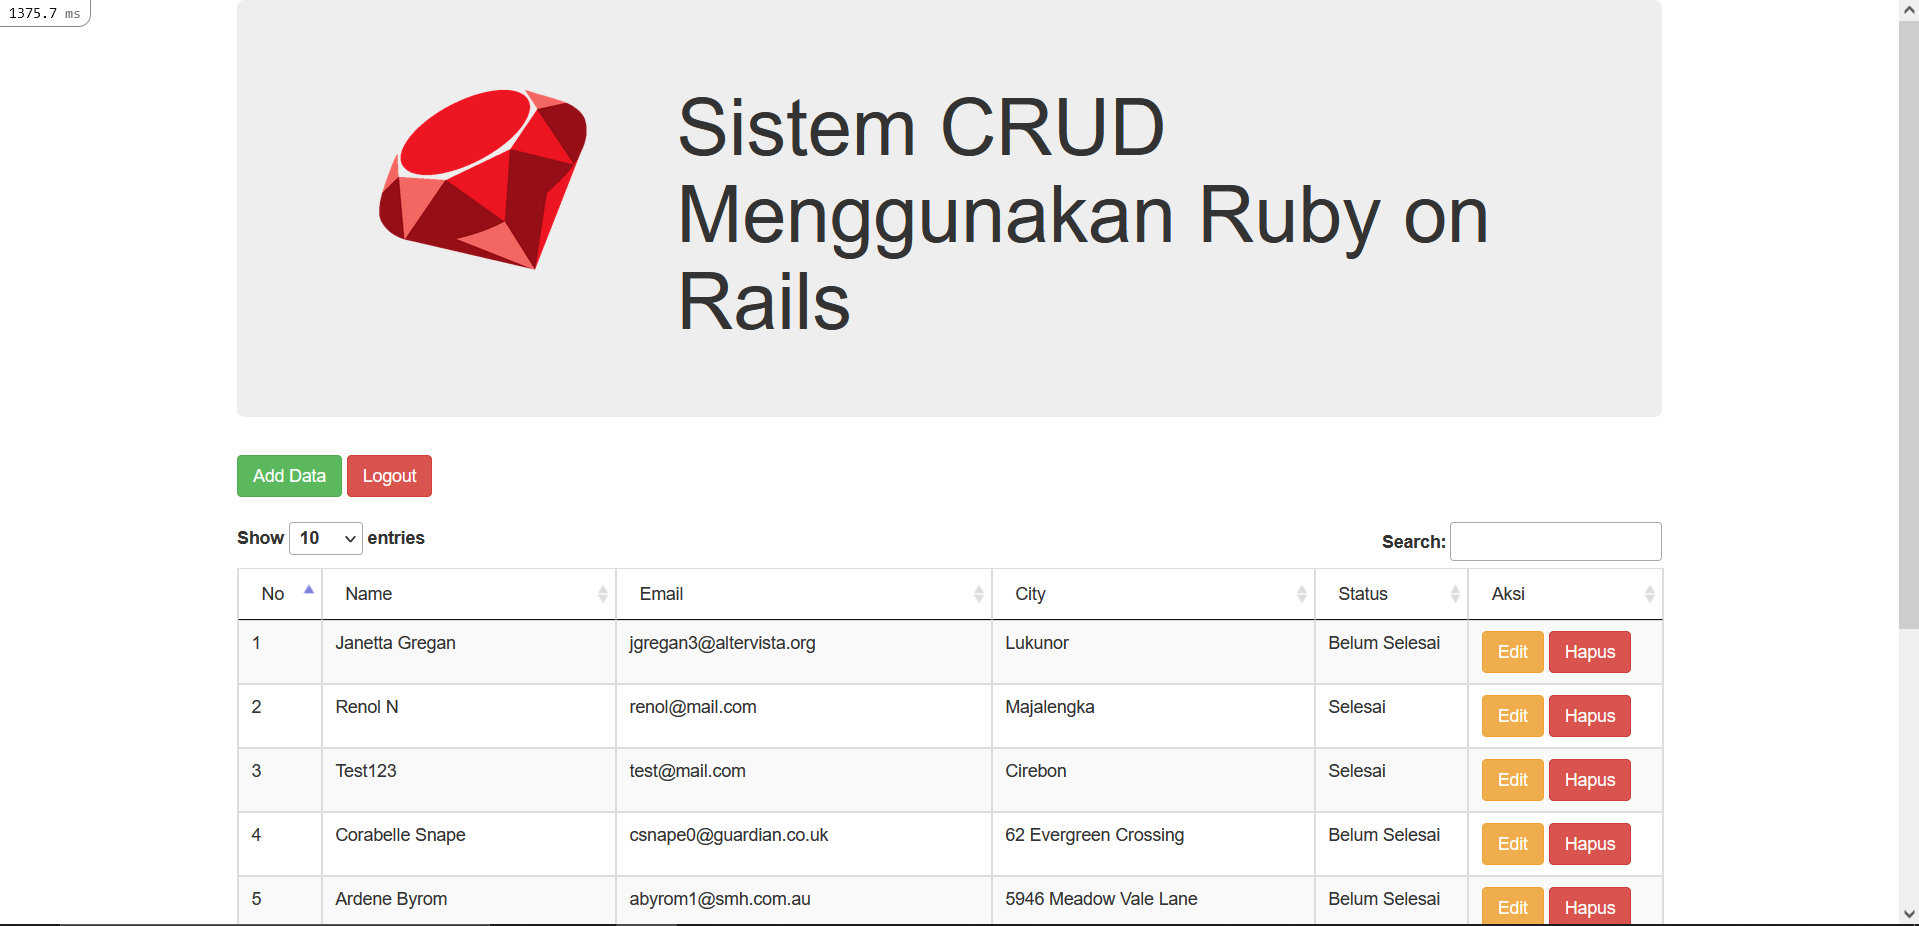 1375.7 ms
Sistem CRUD
Menggunakan Ruby on
Rails
Add Data Logout
Show 10 entries Search:
No Name Email City Status Aksi
1 Janetta Gregan jgregan3@altervista.org Lukunor Belum Selesai Edit Hapus
2 Renol N renol@mail.com Majalengka Selesai Edit Hapus
3 Test123 test@mail.com Cirebon Selesai Edit Hapus
4 Corabelle Snape csnape0@guardian.co.uk 62 Evergreen Crossing Belum Selesai Edit Hapus
5 Ardene Byrom abyrom1@smh.com.au 5946 Meadow Vale Lane Belum Selesai Edit Hapus